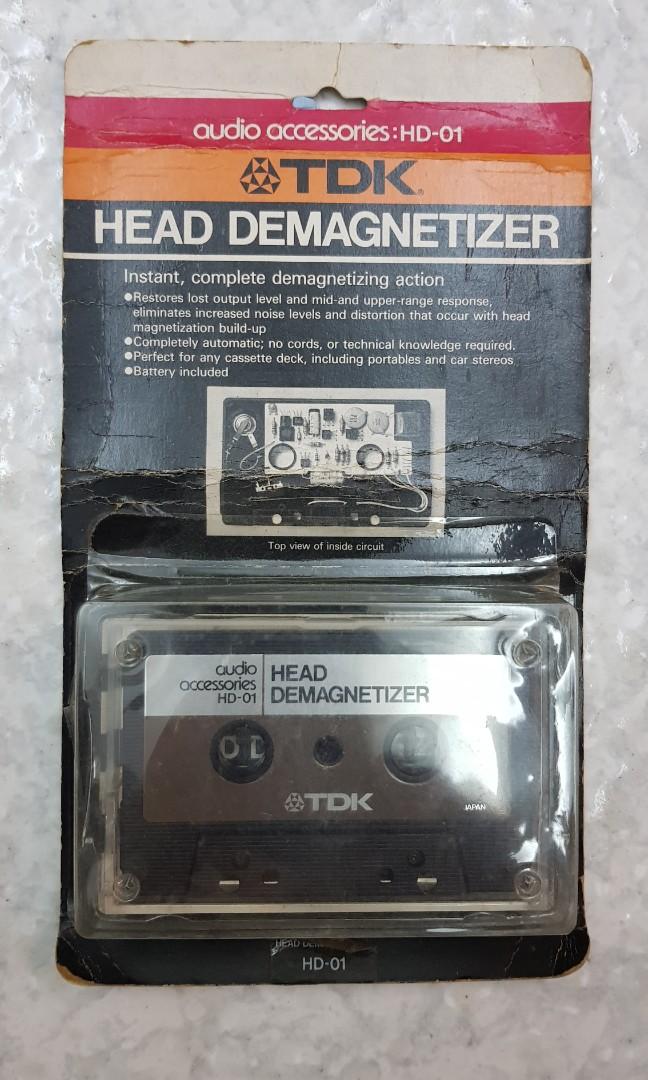 audio accessories:HD-01
TDK®
HEAD DEMAGNETIZER
Instant, complete demagnetizing action
●Restores lost output level and mid-and upper-range response,
eliminates increased noise levels and distortion that occur with head
magnetization build-up
●Completely automatic; no cords, or technical knowledge required.
●Perfect for any cassette deck, including portables and car stereos
●Battery included
Top view of inside circuit
audio
accessories
HD-01
HEAD
DEMAGNETIZER
TDK
JAPAN
HD-01